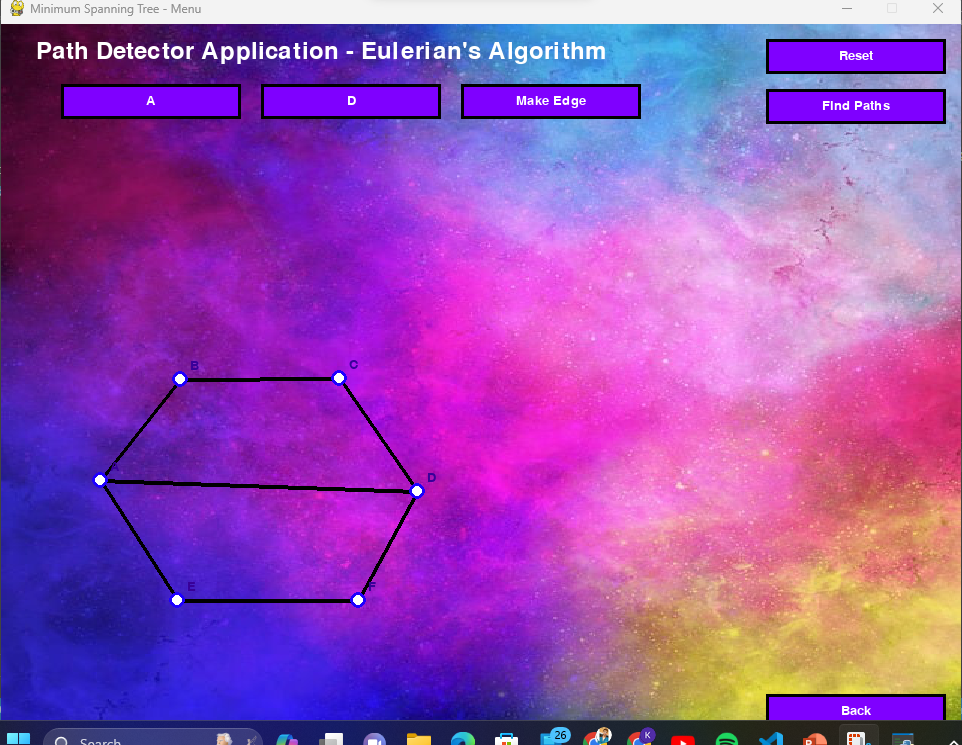 Minimum Spanning Tree - Menu
Path Detector Application - Eulerian's Algorithm
Reset
A
D
Make Edge
Find Paths
B
C
A
D
E
F
Back
Search
26
K